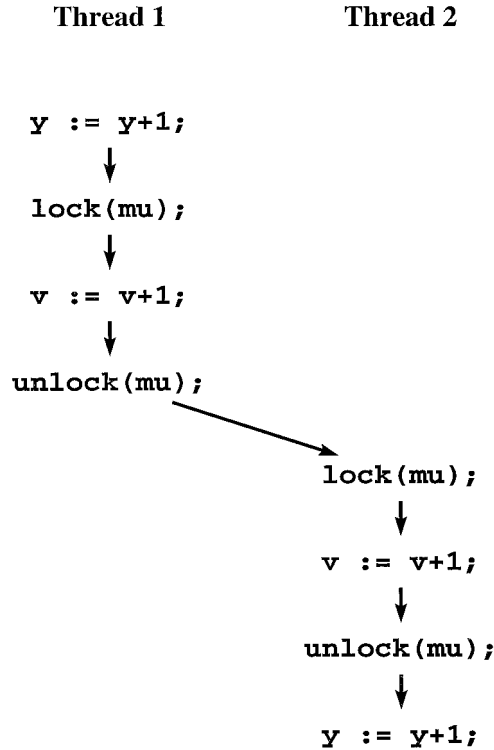 Thread 1 Thread 2
y := y+1;
lock(mu);
v := v+1;
unlock(mu);
lock(mu);
v := v+1;
unlock(mu);
y := y+1;